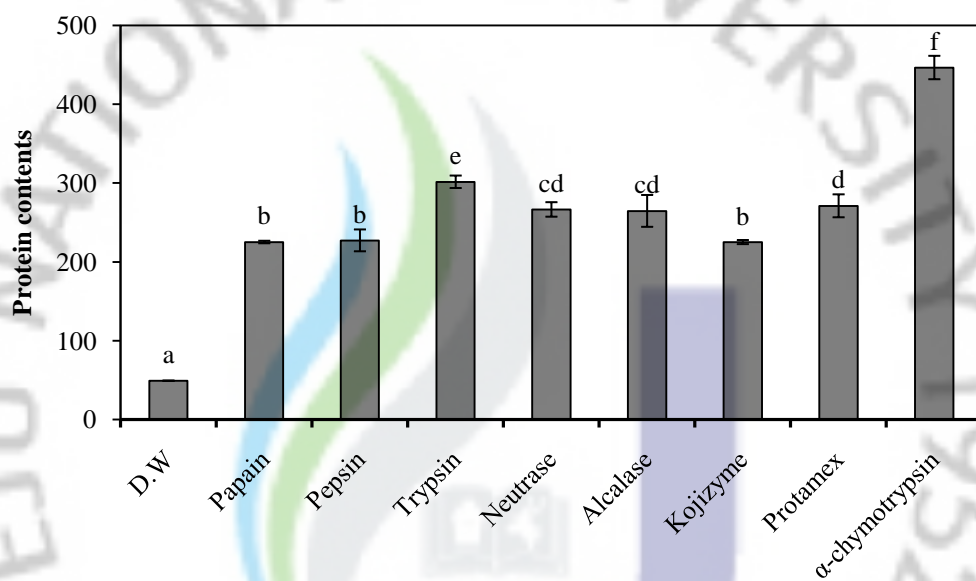 500
400
300
200
100
0
Protein contents
a
b
b
e
cd
cd
b
d
f
D.W
Papain
Pepsin
Trypsin
Neutrase
Alcalase
Kojizyme
Protamex
α-chymotrypsin